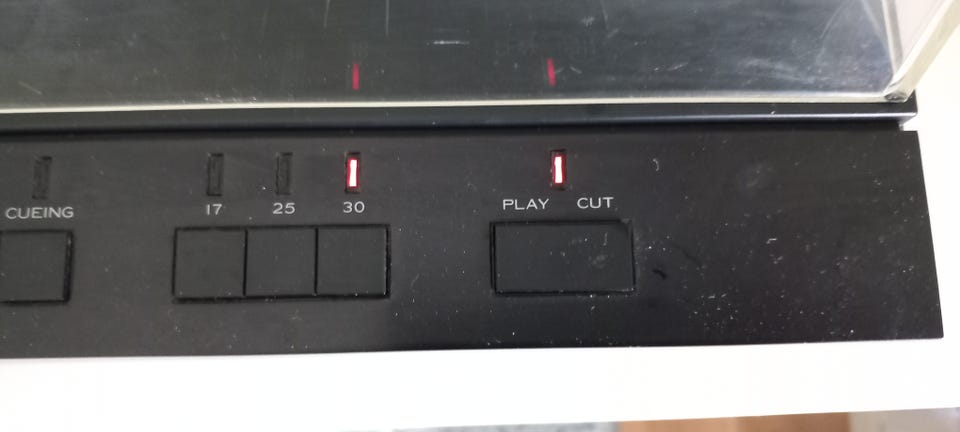 CUEING 17 25 30 PLAY CUT